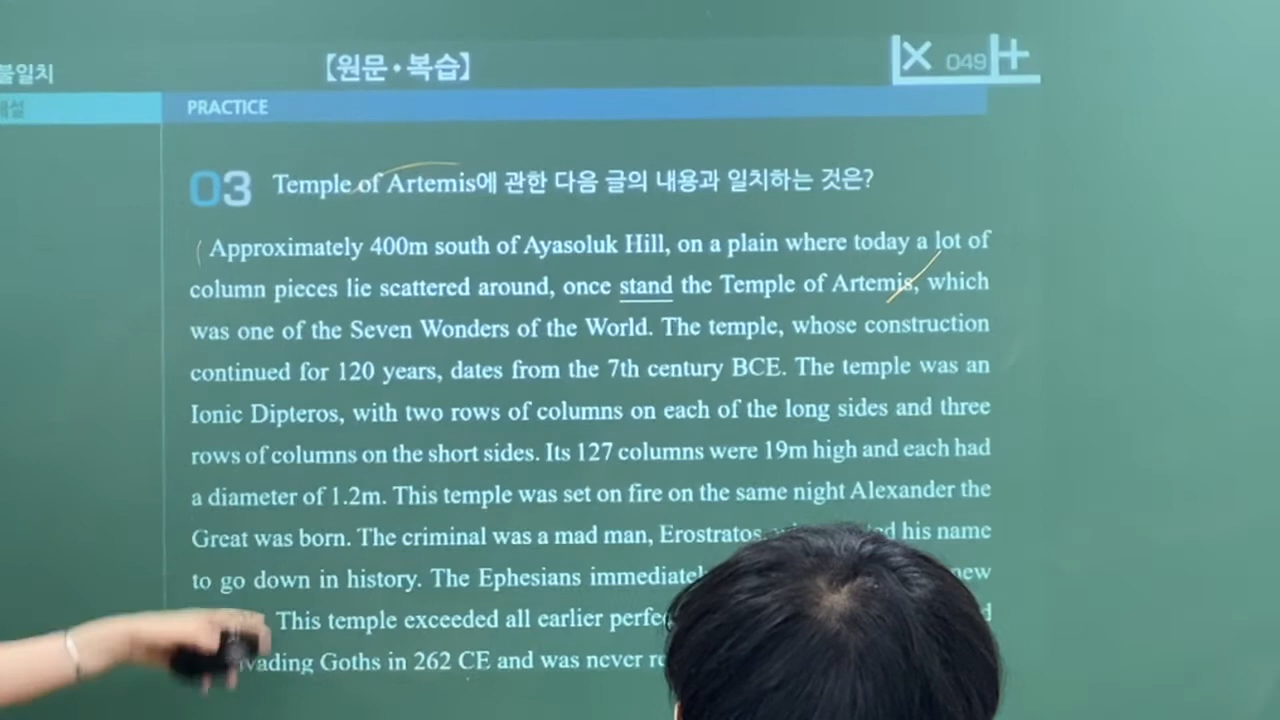 불일치
【원문·복습】
049
해설
PRACTICE
03 Temple of Artemis에 관한 다음 글의 내용과 일치하는 것은?
Approximately 400m south of Ayasoluk Hill, on a plain where today a lot of
column pieces lie scattered around, once stand the Temple of Artemis, which
was one of the Seven Wonders of the World. The temple, whose construction
continued for 120 years, dates from the 7th century BCE. The temple was an
Ionic Dipteros, with two rows of columns on each of the long sides and three
rows of columns on the short sides. Its 127 columns were 19m high and each had
a diameter of 1.2m. This temple was set on fire on the same night Alexander the
Great was born. The criminal was a mad man, Erostratos his name
to go down in history. The Ephesians new
This temple exceeded all earlier
Goths in 262 CE and was never